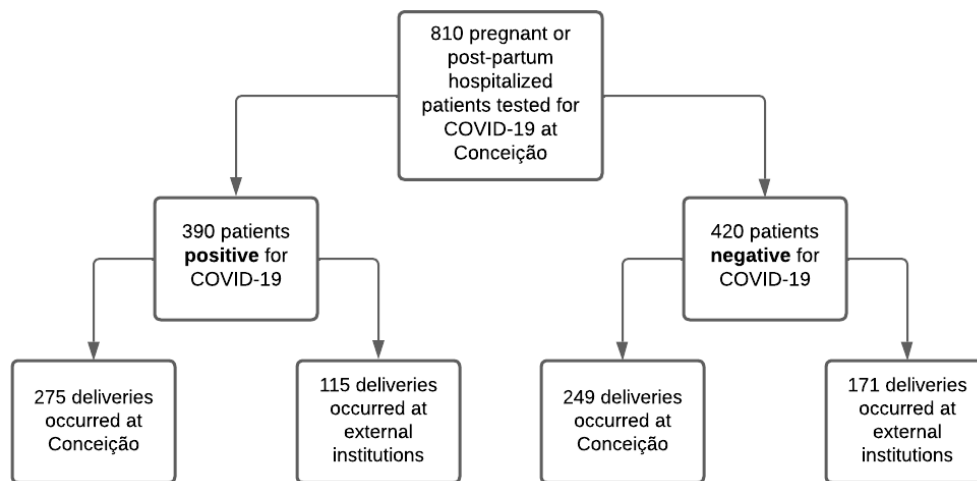 810 pregnant or
post-partum
hospitalized
patients tested for
COVID-19 at
Conceição
390 patients
positive for
COVID-19
420 patients
negative for
COVID-19
275 deliveries
occurred at
Conceição
115 deliveries
occurred at
external
institutions
249 deliveries
occurred at
Conceição
171 deliveries
occurred at
external
institutions